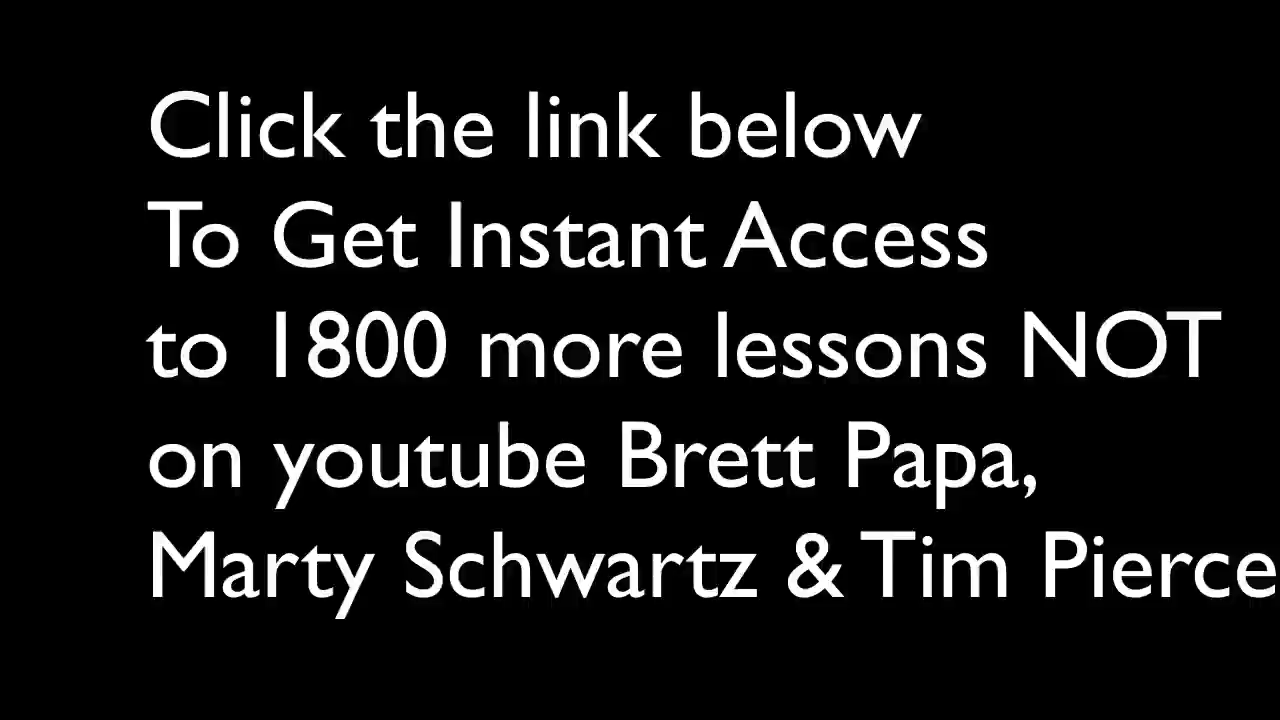 Click the link below
To Get Instant Access
to 1800 more lessons NOT
on youtube Brett Papa,
Marty Schwartz & Tim Pierce